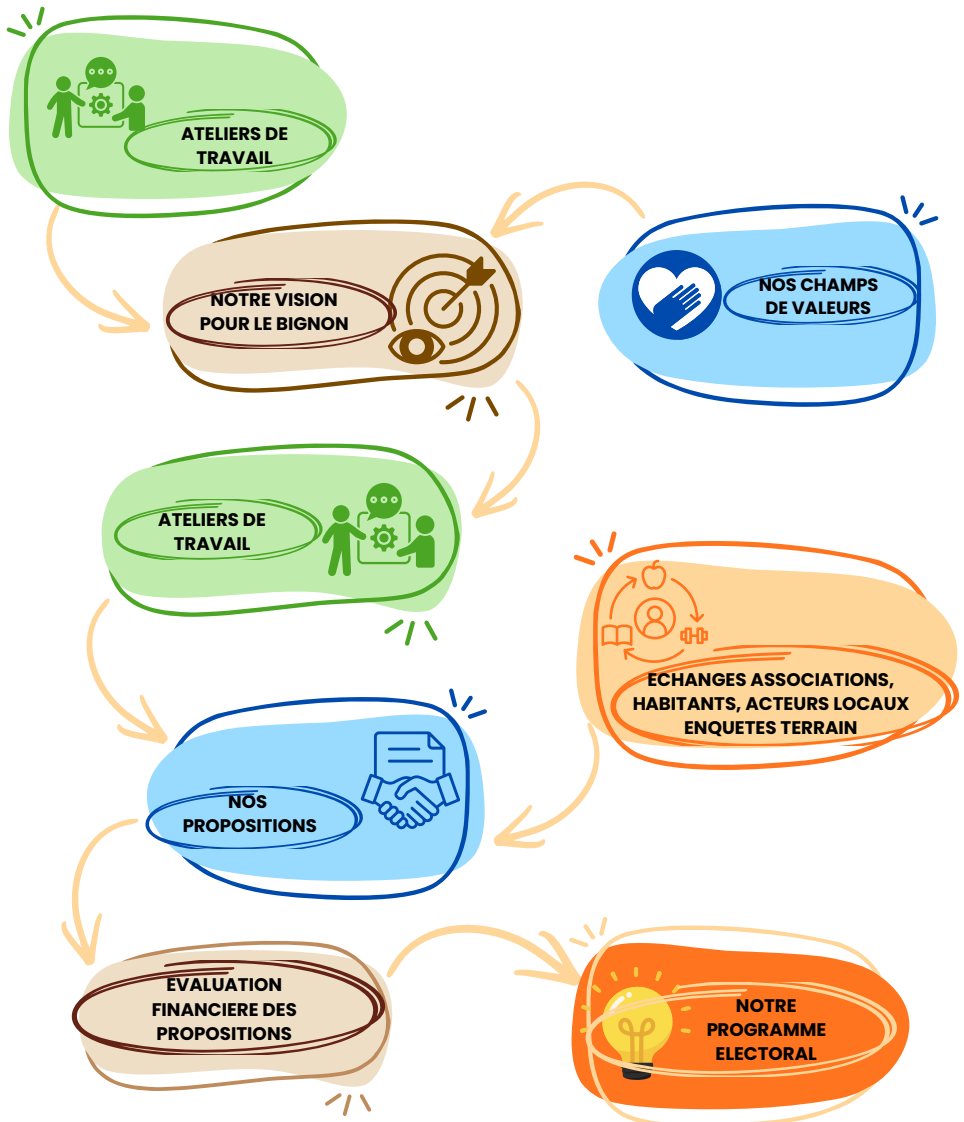 ATELIERS DE
TRAVAIL
NOTRE VISION
POUR LE BIGNON
NOS CHAMPS
DE VALEURS
ATELIERS DE
TRAVAIL
ECHANGES ASSOCIATIONS,
HABITANTS, ACTEURS LOCAUX
ENQUETES TERRAIN
NOS
PROPOSITIONS
EVALUATION
FINANCIERE DES
PROPOSITIONS
NOTRE
PROGRAMME
ELECTORAL